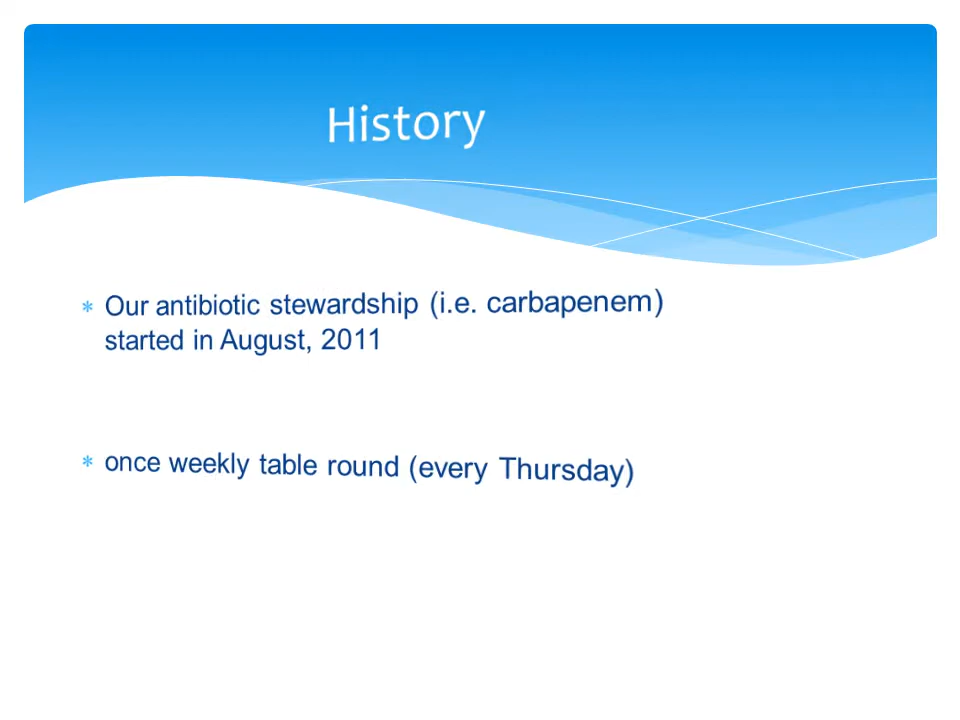 History
* Our antibiotic stewardship (i.e. carbapenem)
started in August, 2011
* once weekly table round (every Thursday)